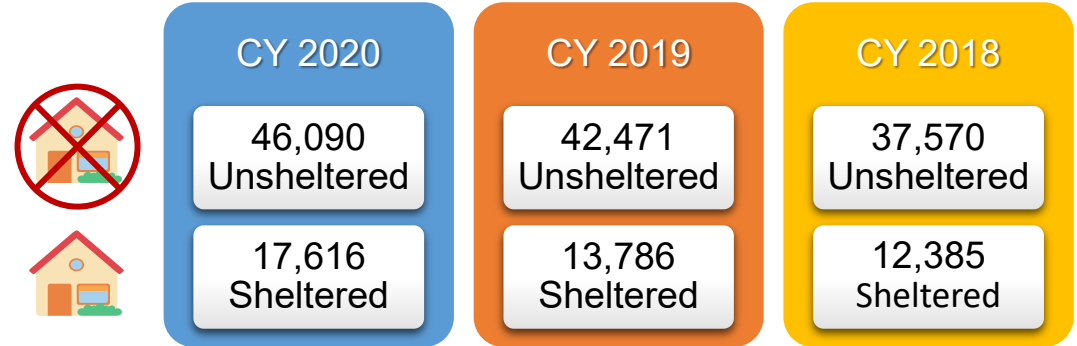 CY 2020
46,090
Unsheltered
17,616
Sheltered
CY 2019
42,471
Unsheltered
13,786
Sheltered
CY 2018
37,570
Unsheltered
12,385
Sheltered